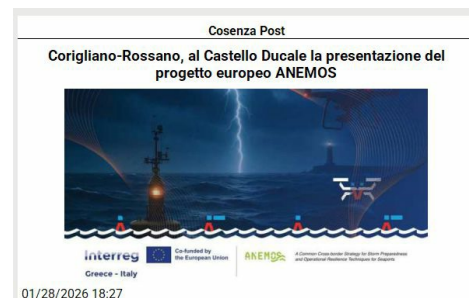 Cosenza Post
Corigliano-Rossano, al Castello Ducale la presentazione del
progetto europeo ANEMOS
Interreg
Co-funded by
the European Union
Greece - Italy
ANEMOS
A Common Cross-border Strategy for Storm Preparedness
and Operational Resilience Techniques for Seaports
01/28/2026 18:27